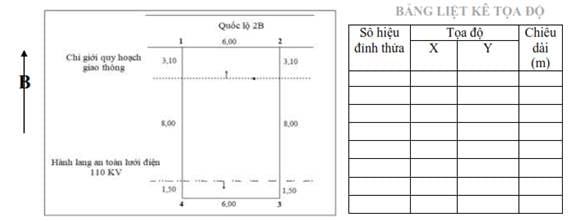 B
Quốc lộ 2B
1 6,00 2
Chỉ giới quy hoạch
giao thông
3,10 3,10
8,00 8,00
Hành lang an toàn lưới điện
110 KV
1,50 1,50
4 6,00 3
BẢNG LIỆT KÊ TỌA ĐỘ
Số hiệu
đỉnh thửa
Tọa độ
X Y
Chiều
dài
(m)